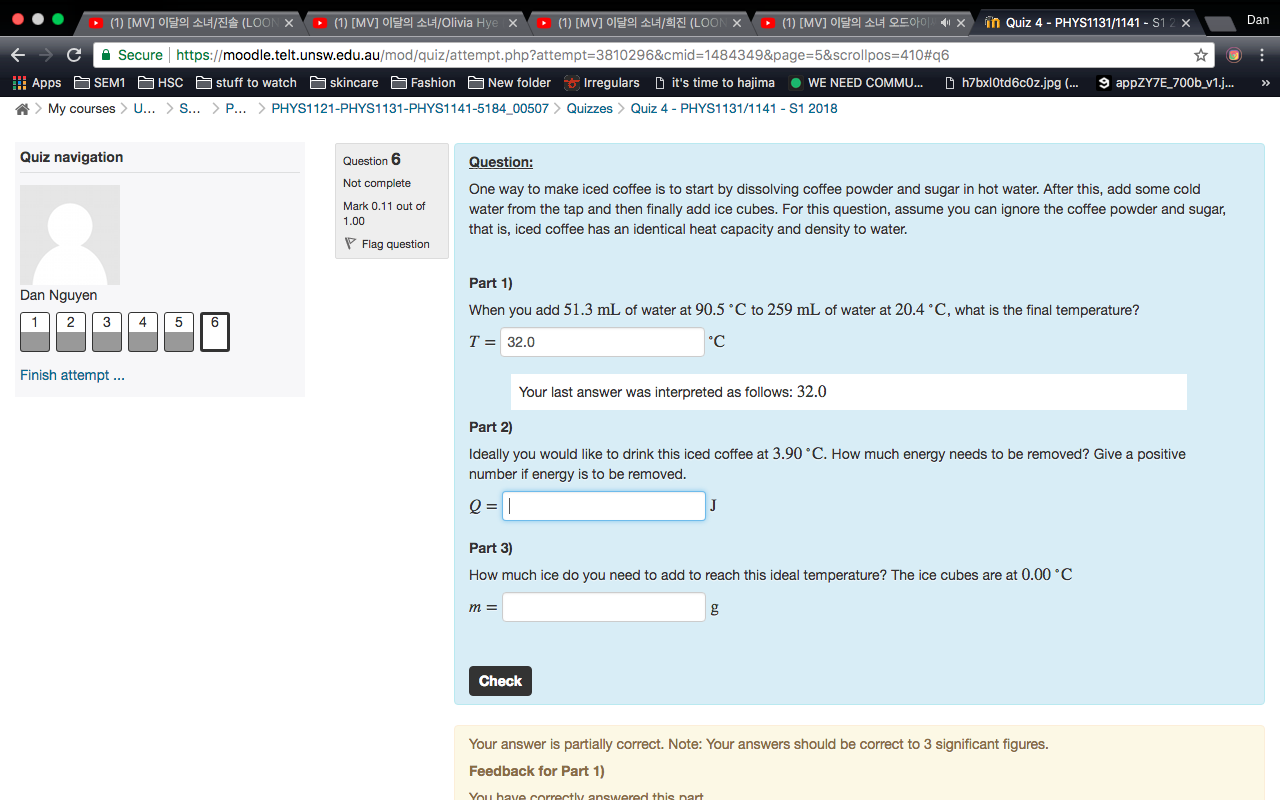 (1) [MV] 이달의 소녀/진솔 (LOON
(1) [MV] 이달의 소녀/Olivia Hye
(1) [MV] 이달의 소녀/희진 (LOON
(1) [MV] 이달의 소녀 오드아이
Quiz 4 - PHYS1131/1141 - S1 2
Dan
Secure https://moodle.telt.unsw.edu.au/mod/quiz/attempt.php?attempt=3810296&cmid=1484349&page=5&scrollpos=410#q6
Apps SEM1 HSC stuff to watch skincare Fashion New folder Irregulars it's time to hajima WE NEED COMMU... h7bxl0td6c0z.jpg (... appZY7E_700b_v1.j... »
My courses U... S... P... PHYS1121-PHYS1131-PHYS1141-5184_00507 Quizzes Quiz 4 - PHYS1131/1141 - S1 2018
Quiz navigation
Dan Nguyen
1 2 3 4 5 6
Finish attempt ...
Question 6
Not complete
Mark 0.11 out of
1.00
Flag question
Question:
One way to make iced coffee is to start by dissolving coffee powder and sugar in hot water. After this, add some cold
water from the tap and then finally add ice cubes. For this question, assume you can ignore the coffee powder and sugar,
that is, iced coffee has an identical heat capacity and density to water.
Part 1)
When you add 51.3 mL of water at 90.5 °C to 259 mL of water at 20.4 °C, what is the final temperature?
T = 32.0 °C
Your last answer was interpreted as follows: 32.0
Part 2)
Ideally you would like to drink this iced coffee at 3.90 °C. How much energy needs to be removed? Give a positive
number if energy is to be removed.
Q = J
Part 3)
How much ice do you need to add to reach this ideal temperature? The ice cubes are at 0.00 °C
m = g
Check
Your answer is partially correct. Note: Your answers should be correct to 3 significant figures.
Feedback for Part 1)
You have correctly answered this part.